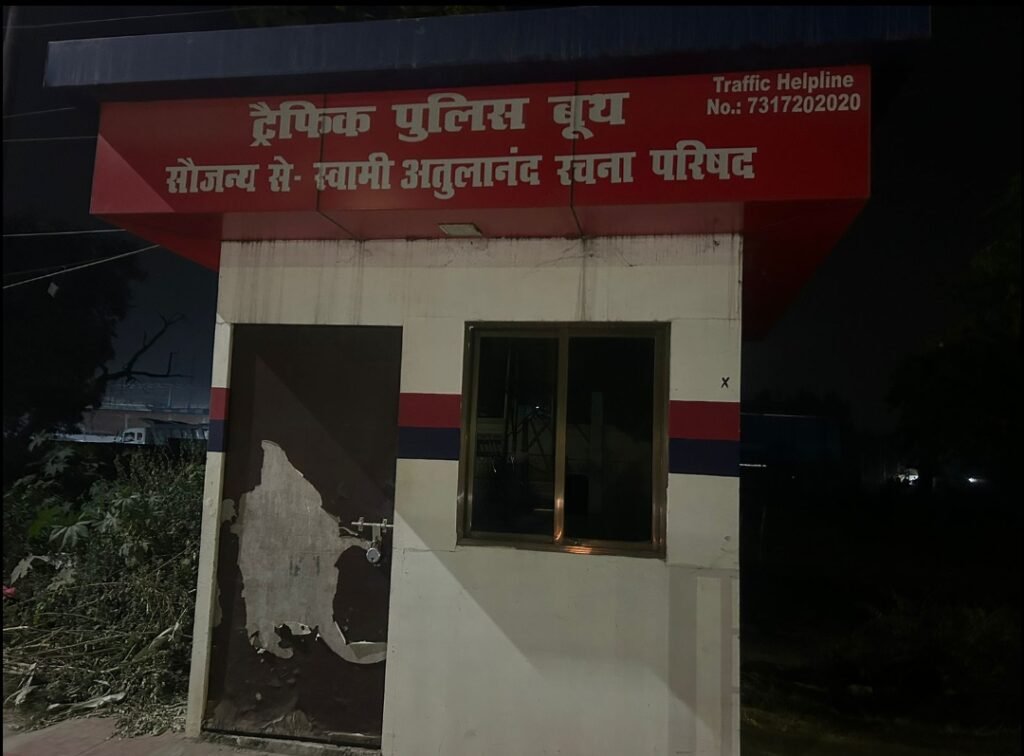 ट्रैफिक पुलिस बूथ
सौजन्य से- स्वामी अतुलानंद रचना परिषद
Traffic Helpline
No.: 7317202020
X